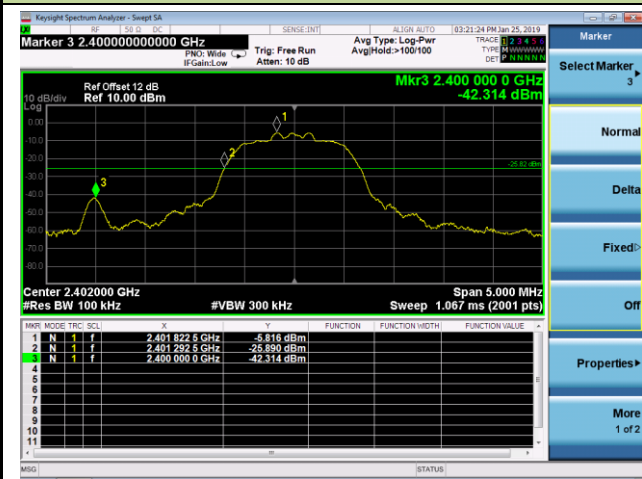 Keysight Spectrum Analyzer - Swept SA
RF 50 Ω DC SENSE:INT ALIGN AUTO 03:21:24 PM Jan 25, 2019
Marker 3 2.400000000000 GHz
PNO: Wide
IFGain:Low
Trig: Free Run
Atten: 10 dB
Avg Type: Log-Pwr
Avg|Hold:>100/100
TRACE 1 2 3 4 5 6
TYPE M WWWWW
DET P N N N N N
Ref Offset 12 dB
Ref 10.00 dBm
10 dB/div
Log
Mkr3 2.400 000 0 GHz
-42.314 dBm
0.00
-10.0
-20.0
-40.0
-50.0
-60.0
-70.0
-80.0
1
2
3
-25.82 dBm
Center 2.402000 GHz
Span 5.000 MHz
#Res BW 100 kHz
#VBW 300 kHz
Sweep 1.067 ms (2001 pts)
MKR MODE TRC SCL X Y FUNCTION FUNCTION WIDTH FUNCTION VALUE
1 N 1 f 2.401 822 5 GHz -5.816 dBm
2 N 1 f 2.401 292 5 GHz -25.890 dBm
3 N 1 f 2.400 000 0 GHz -42.314 dBm
4
5
6
7
8
9
10
11
MSG STATUS
Marker
Select Marker
3
Normal
Delta
Fixed
Off
Properties
More
1 of 2